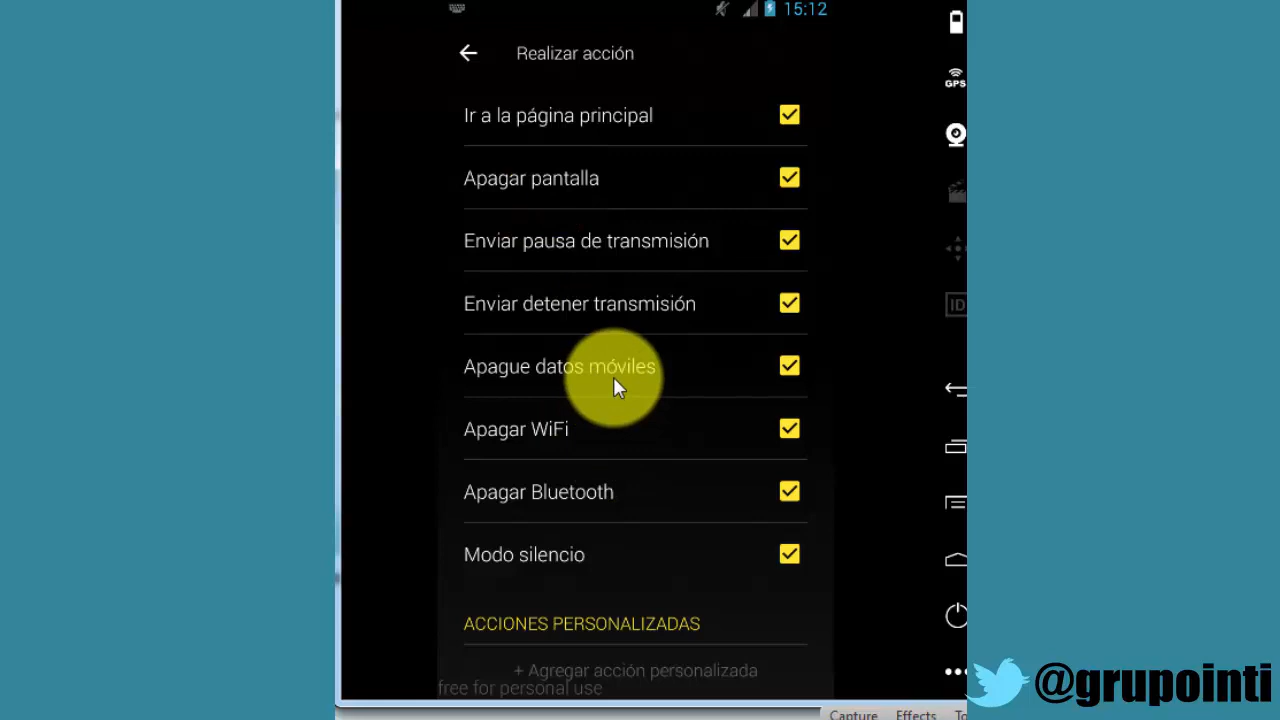 15:12
Realizar acción
Ir a la página principal
Apagar pantalla
Enviar pausa de transmisión
Enviar detener transmisión
Apague datos móviles
Apagar WiFi
Apagar Bluetooth
Modo silencio
ACCIONES PERSONALIZADAS
+ Agregar acción personalizada
free for personal use
GPS
ID
@grupointi
Capture Effects To